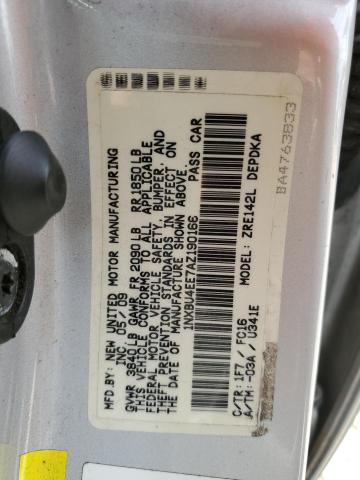 MFD. BY: NEW UNITED MOTOR MANUFACTURING
INC. 05/09
GVWR 3840LB GAWR FR 2090LB RR 1850LB
THIS VEHICLE CONFORMS TO ALL APPLICABLE
FEDERAL MOTOR VEHICLE SAFETY, BUMPER, AND
THEFT PREVENTION STANDARDS IN EFFECT ON
THE DATE OF MANUFACTURE SHOWN ABOVE.
1NXBU4EE7AZ190166 PASS CAR
C/TR: 1F7 / FC16 MODEL: ZRE142L DEPDKA
A/TM: -03A / U341E
BA4763833